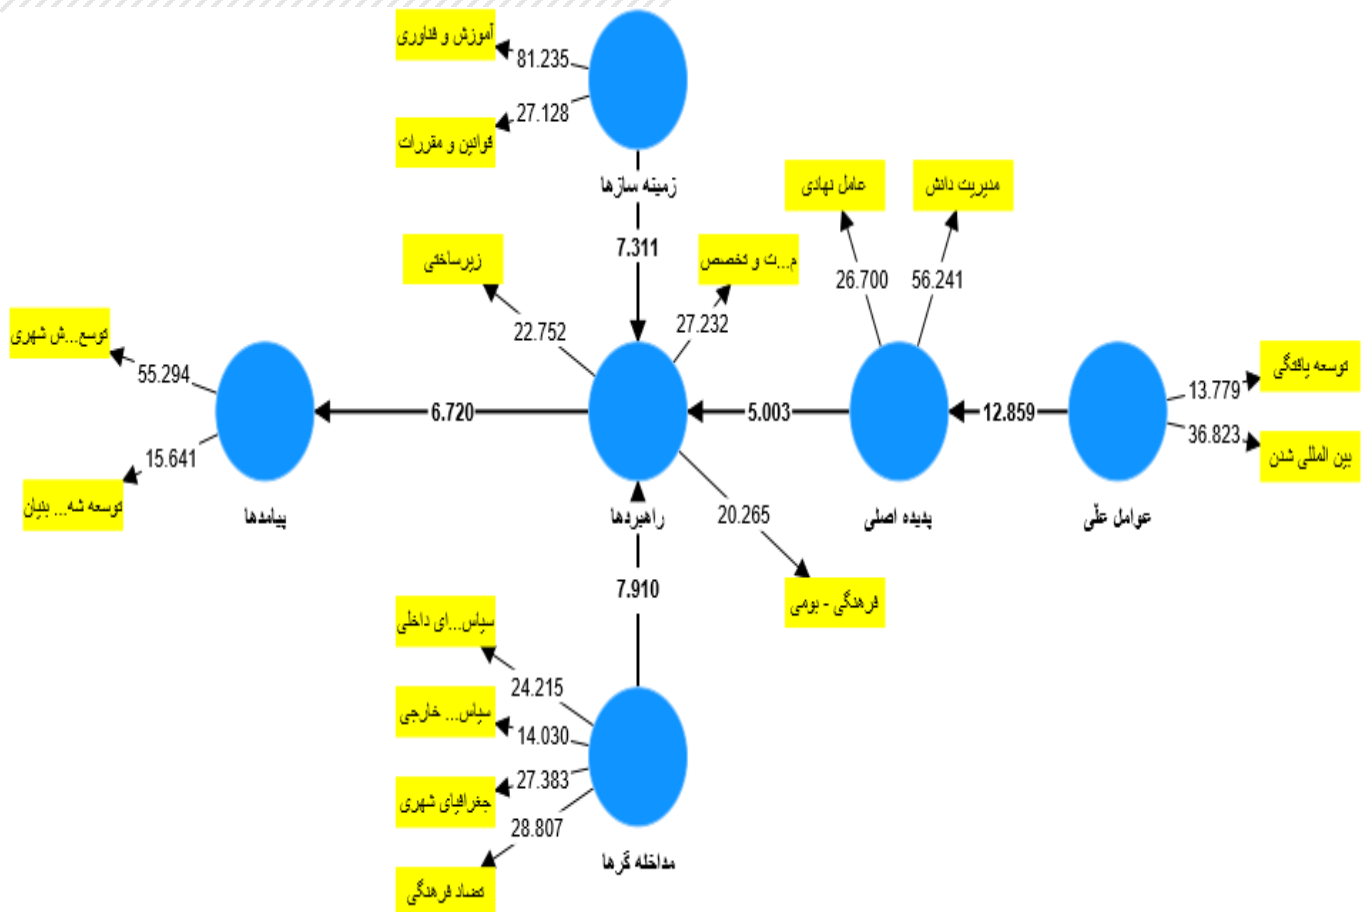 آموزش و فناوری
81.235
27.128
قوانین و مقررات
زمینه سازها
عامل نهادی
مدیریت دانش
7.311
زیرساختی
م...ت و تخصص
26.700
56.241
22.752
27.232
توسع...ش شهری
55.294
توسعه یافتگی
13.779
6.720
5.003
12.859
36.823
بین المللی شدن
15.641
توسعه شه... بنیان
پیامدها
راهبردها
20.265
پدیده اصلی
عوامل علّی
7.910
فرهنگی - بومی
سیاس...ای داخلی
24.215
سیاس... خارجی
14.030
27.383
جغرافیای شهری
28.807
مداخله گرها
تضاد فرهنگی